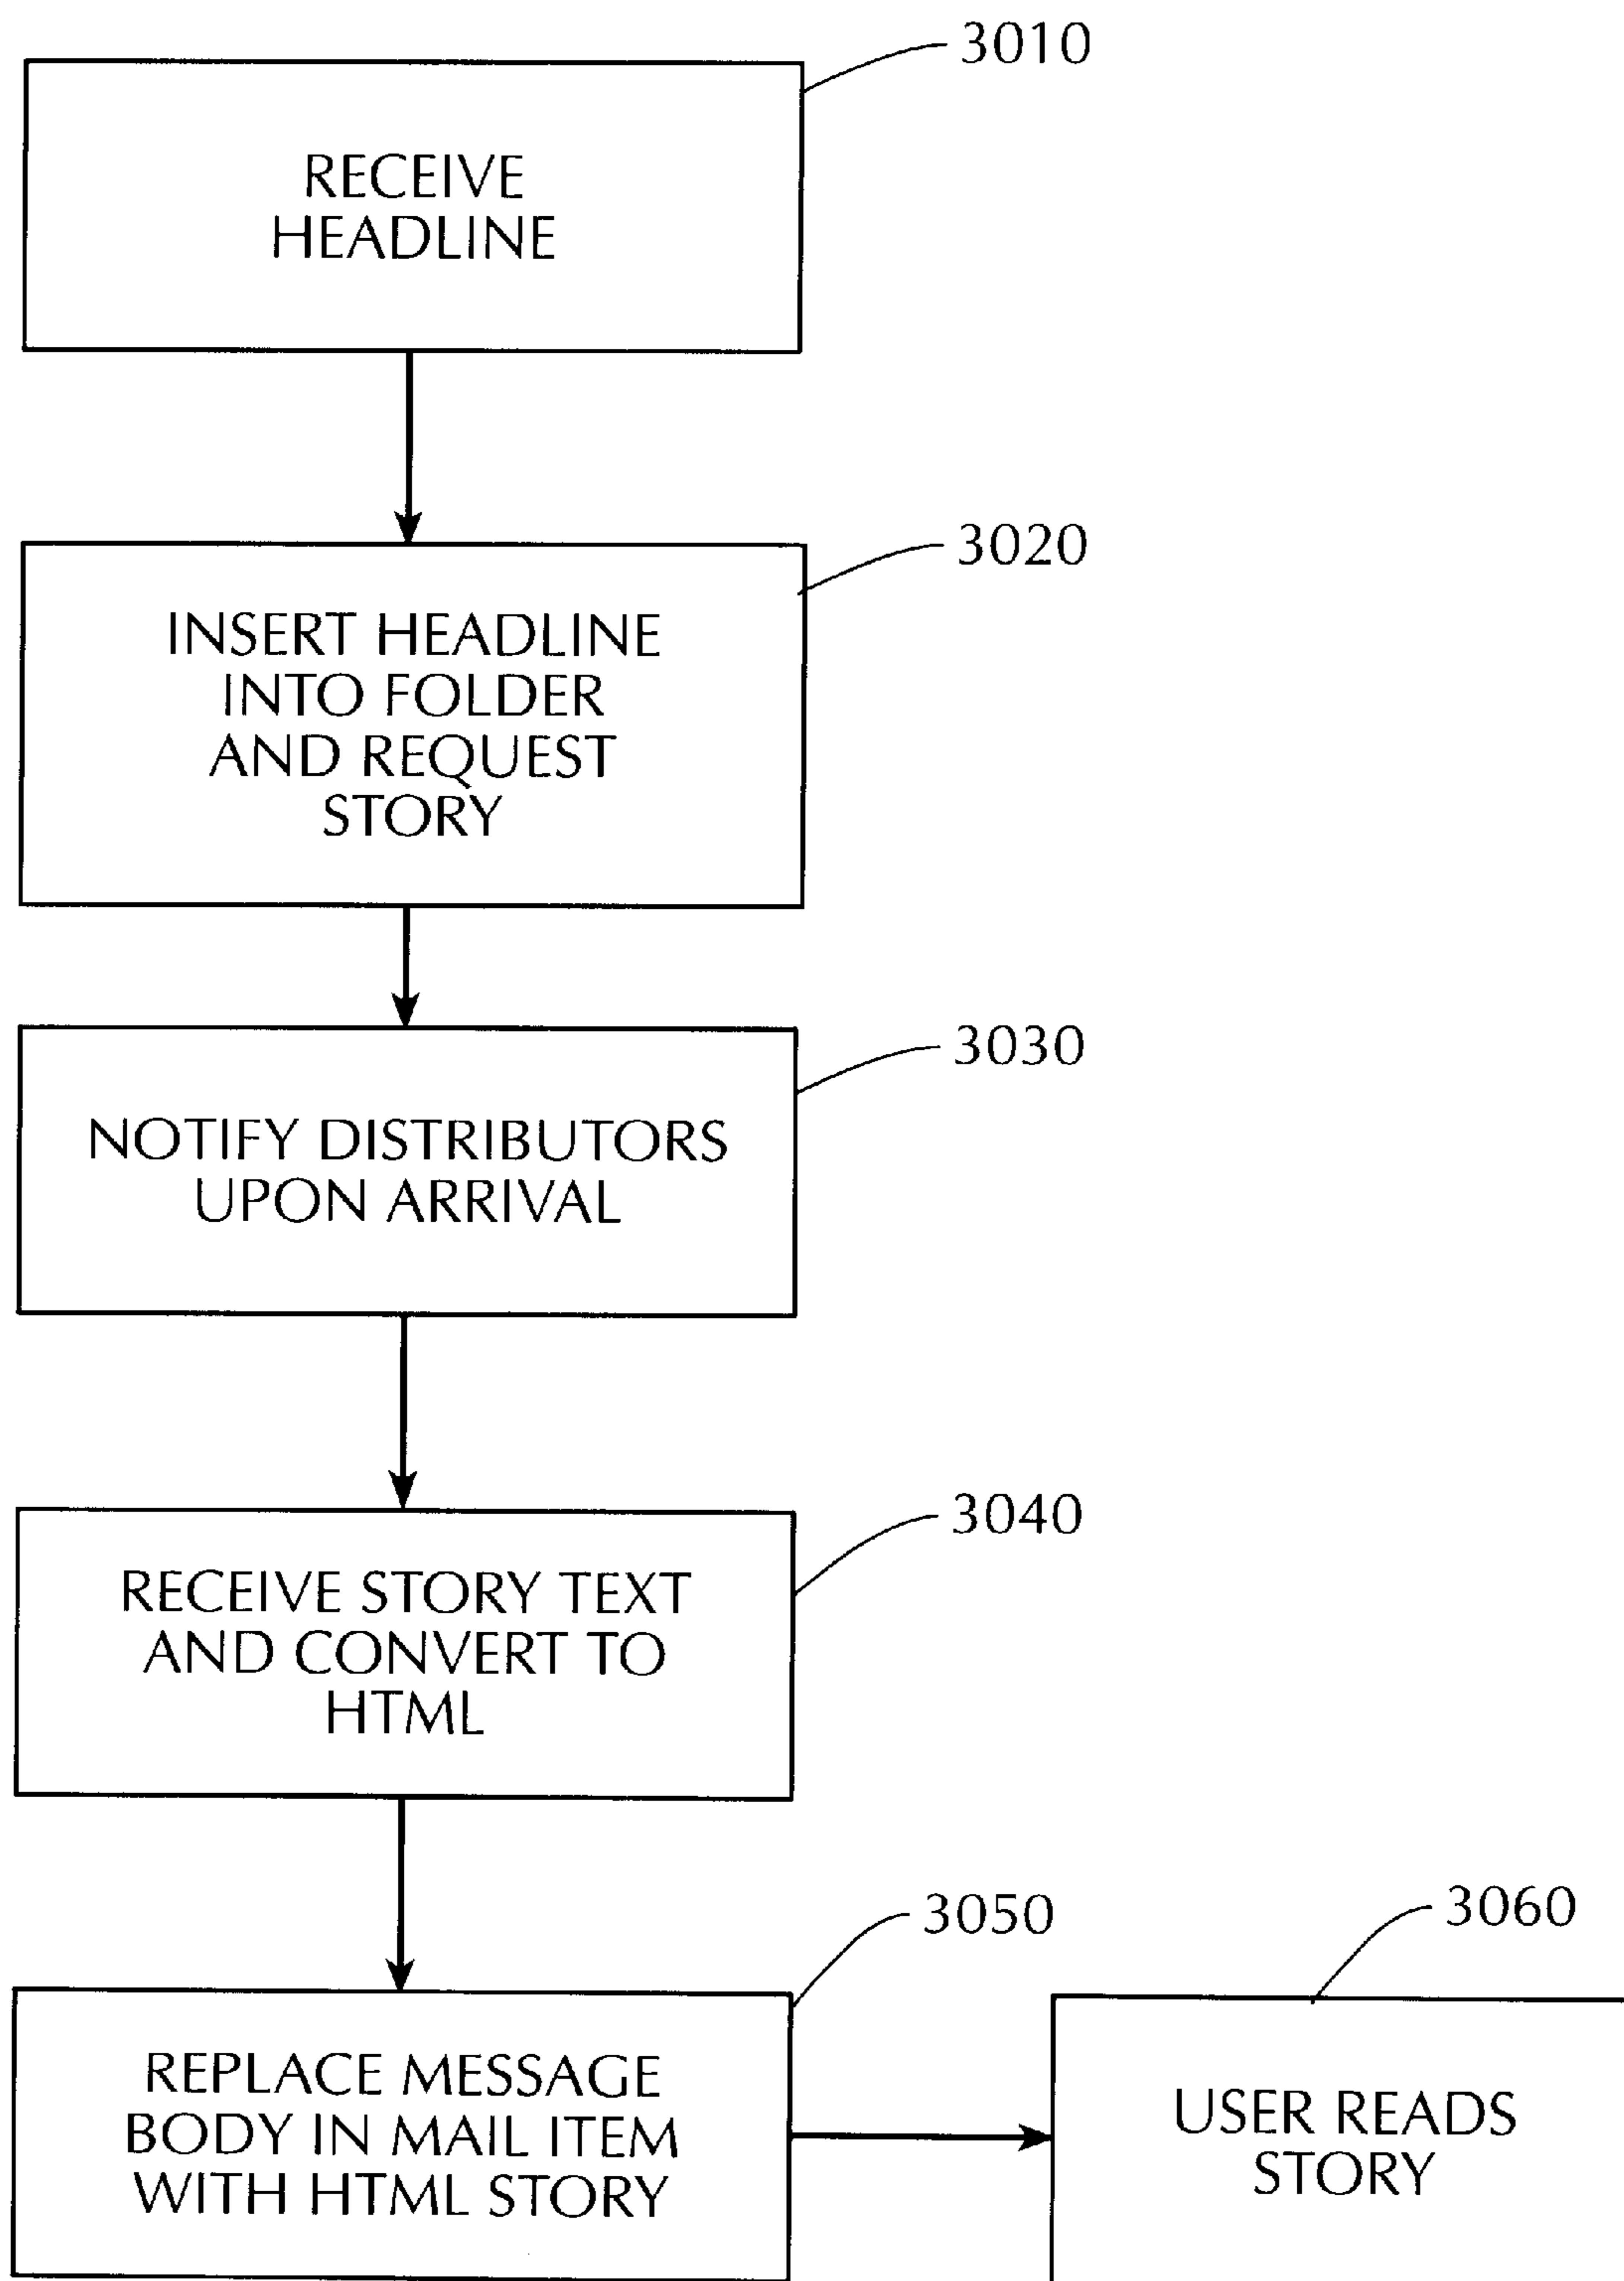 3010
RECEIVE
HEADLINE
3020
INSERT HEADLINE
INTO FOLDER
AND REQUEST
STORY
3030
NOTIFY DISTRIBUTORS
UPON ARRIVAL
3040
RECEIVE STORY TEXT
AND CONVERT TO
HTML
3050
REPLACE MESSAGE
BODY IN MAIL ITEM
WITH HTML STORY
3060
USER READS
STORY